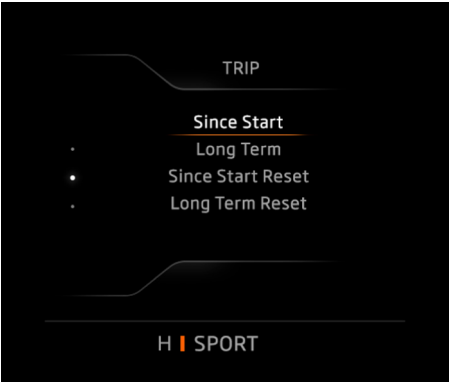 TRIP
Since Start
Long Term
Since Start Reset
Long Term Reset
H SPORT